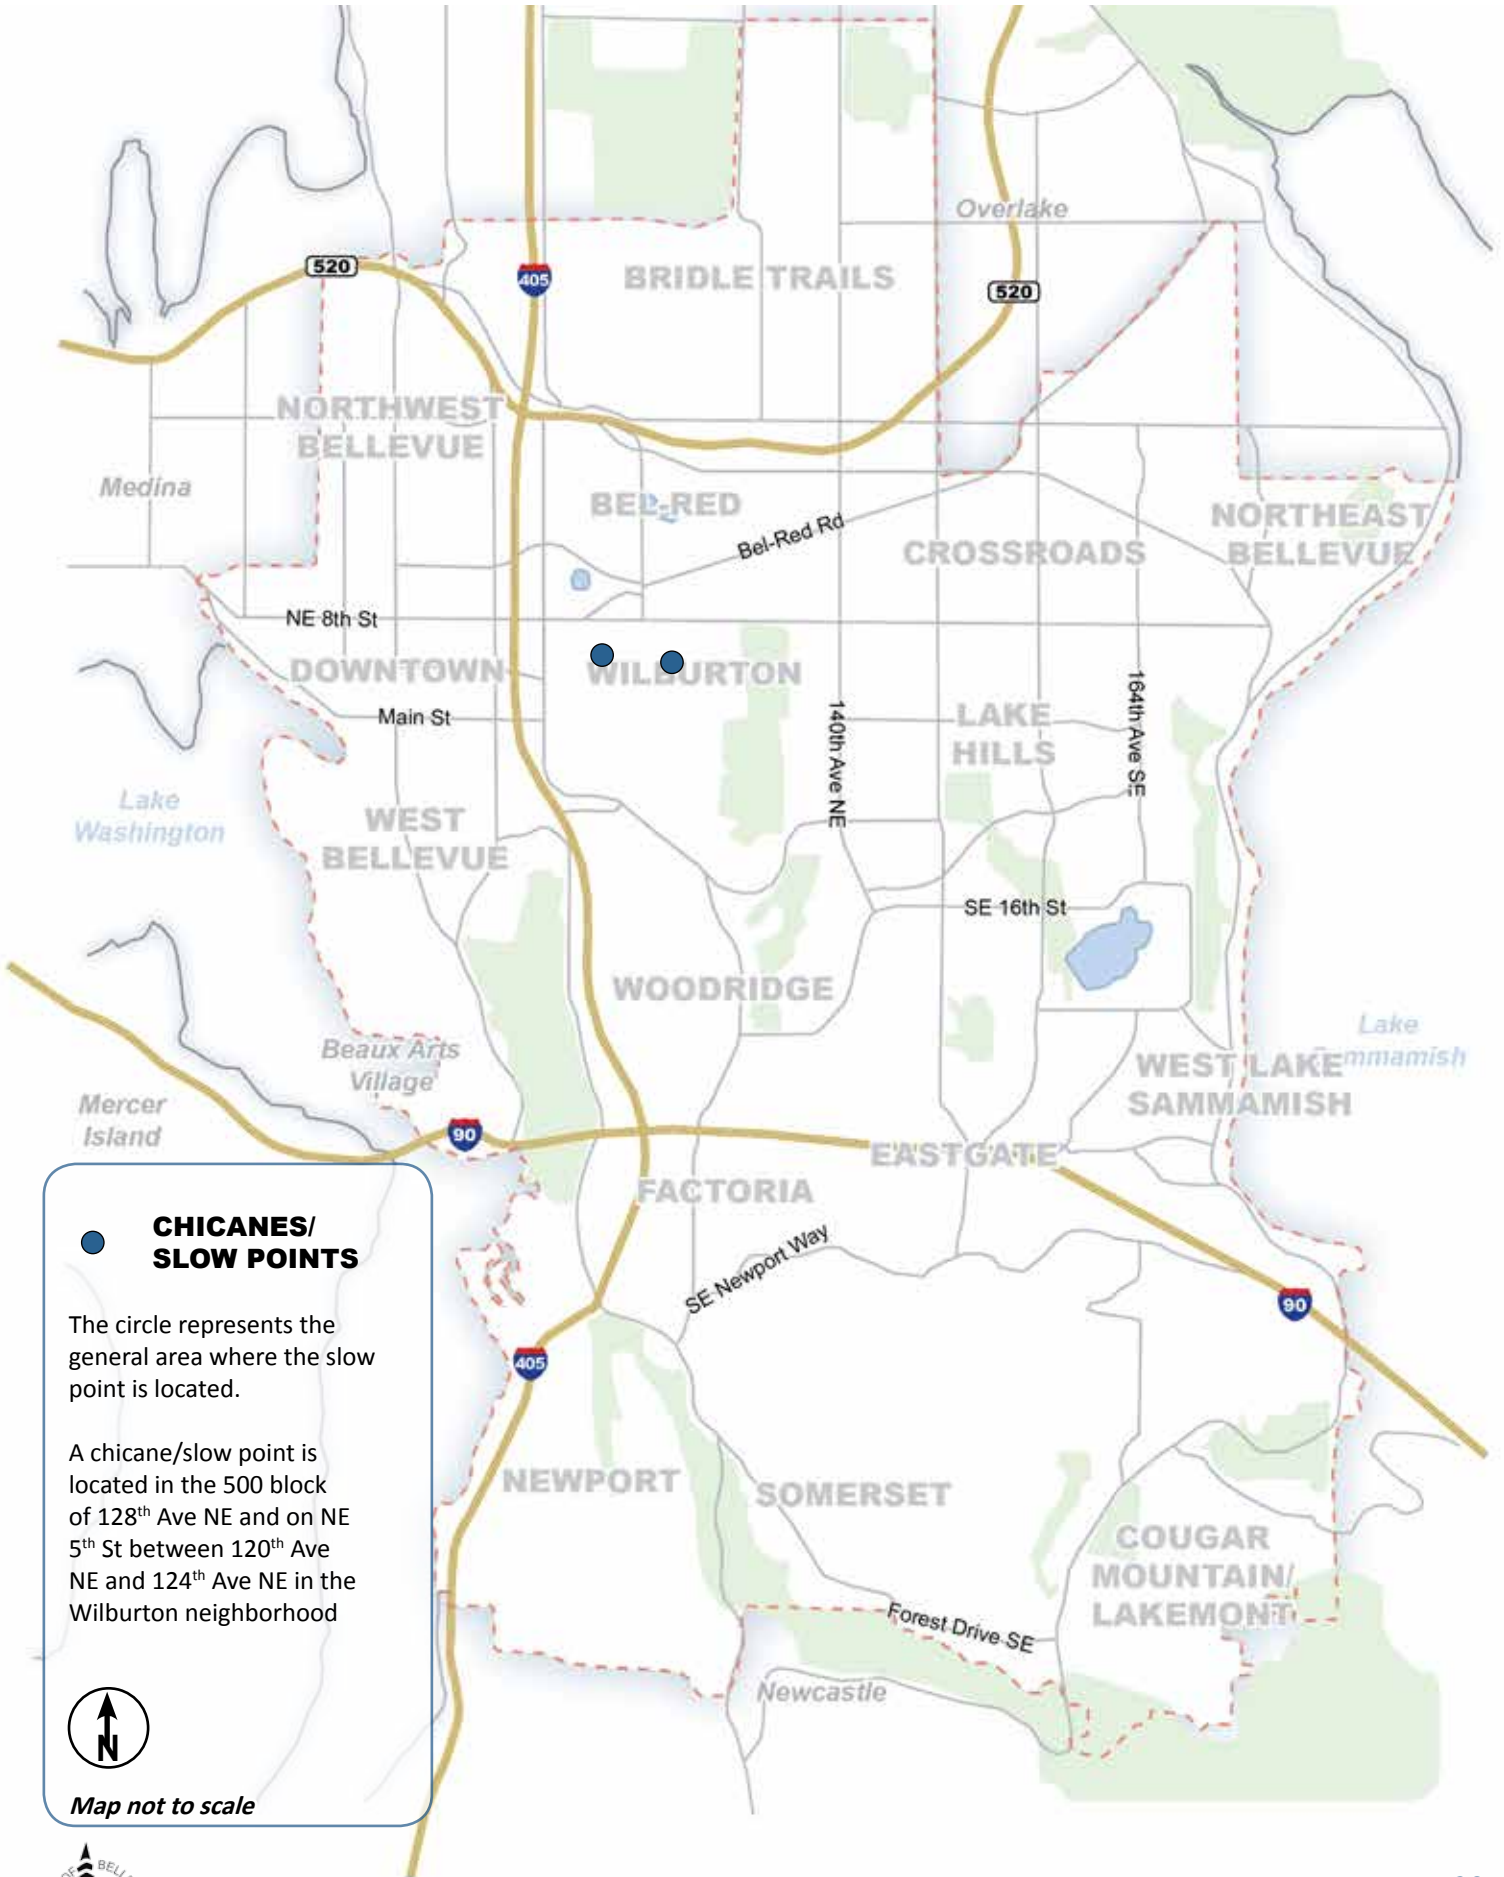 Overlake
520
405
BRIDLE TRAILS
520
NORTHWEST
BELLEVUE
Medina
BEL-RED
Bel-Red Rd
NORTHEAST
BELLEVUE
CROSSROADS
NE 8th St
DOWNTOWN
WILBURTON
Main St
140th Ave NE
LAKE
HILLS
164th Ave SE
Lake
Washington
WEST
BELLEVUE
SE 16th St
WOODRIDGE
Lake
Beaux Arts
Village
WEST LAKE
SAMMAMISH
Mercer
Island
90
EASTGATE
FACTORIA
SE Newport Way
90
405
NEWPORT
SOMERSET
COUGAR
MOUNTAIN/
LAKEMONT
Forest Drive SE
Newcastle
CHICANES/
SLOW POINTS
The circle represents the
general area where the slow
point is located.
A chicane/slow point is
located in the 500 block
of 128th Ave NE and on NE
5th St between 120th Ave
NE and 124th Ave NE in the
Wilburton neighborhood
N
Map not to scale